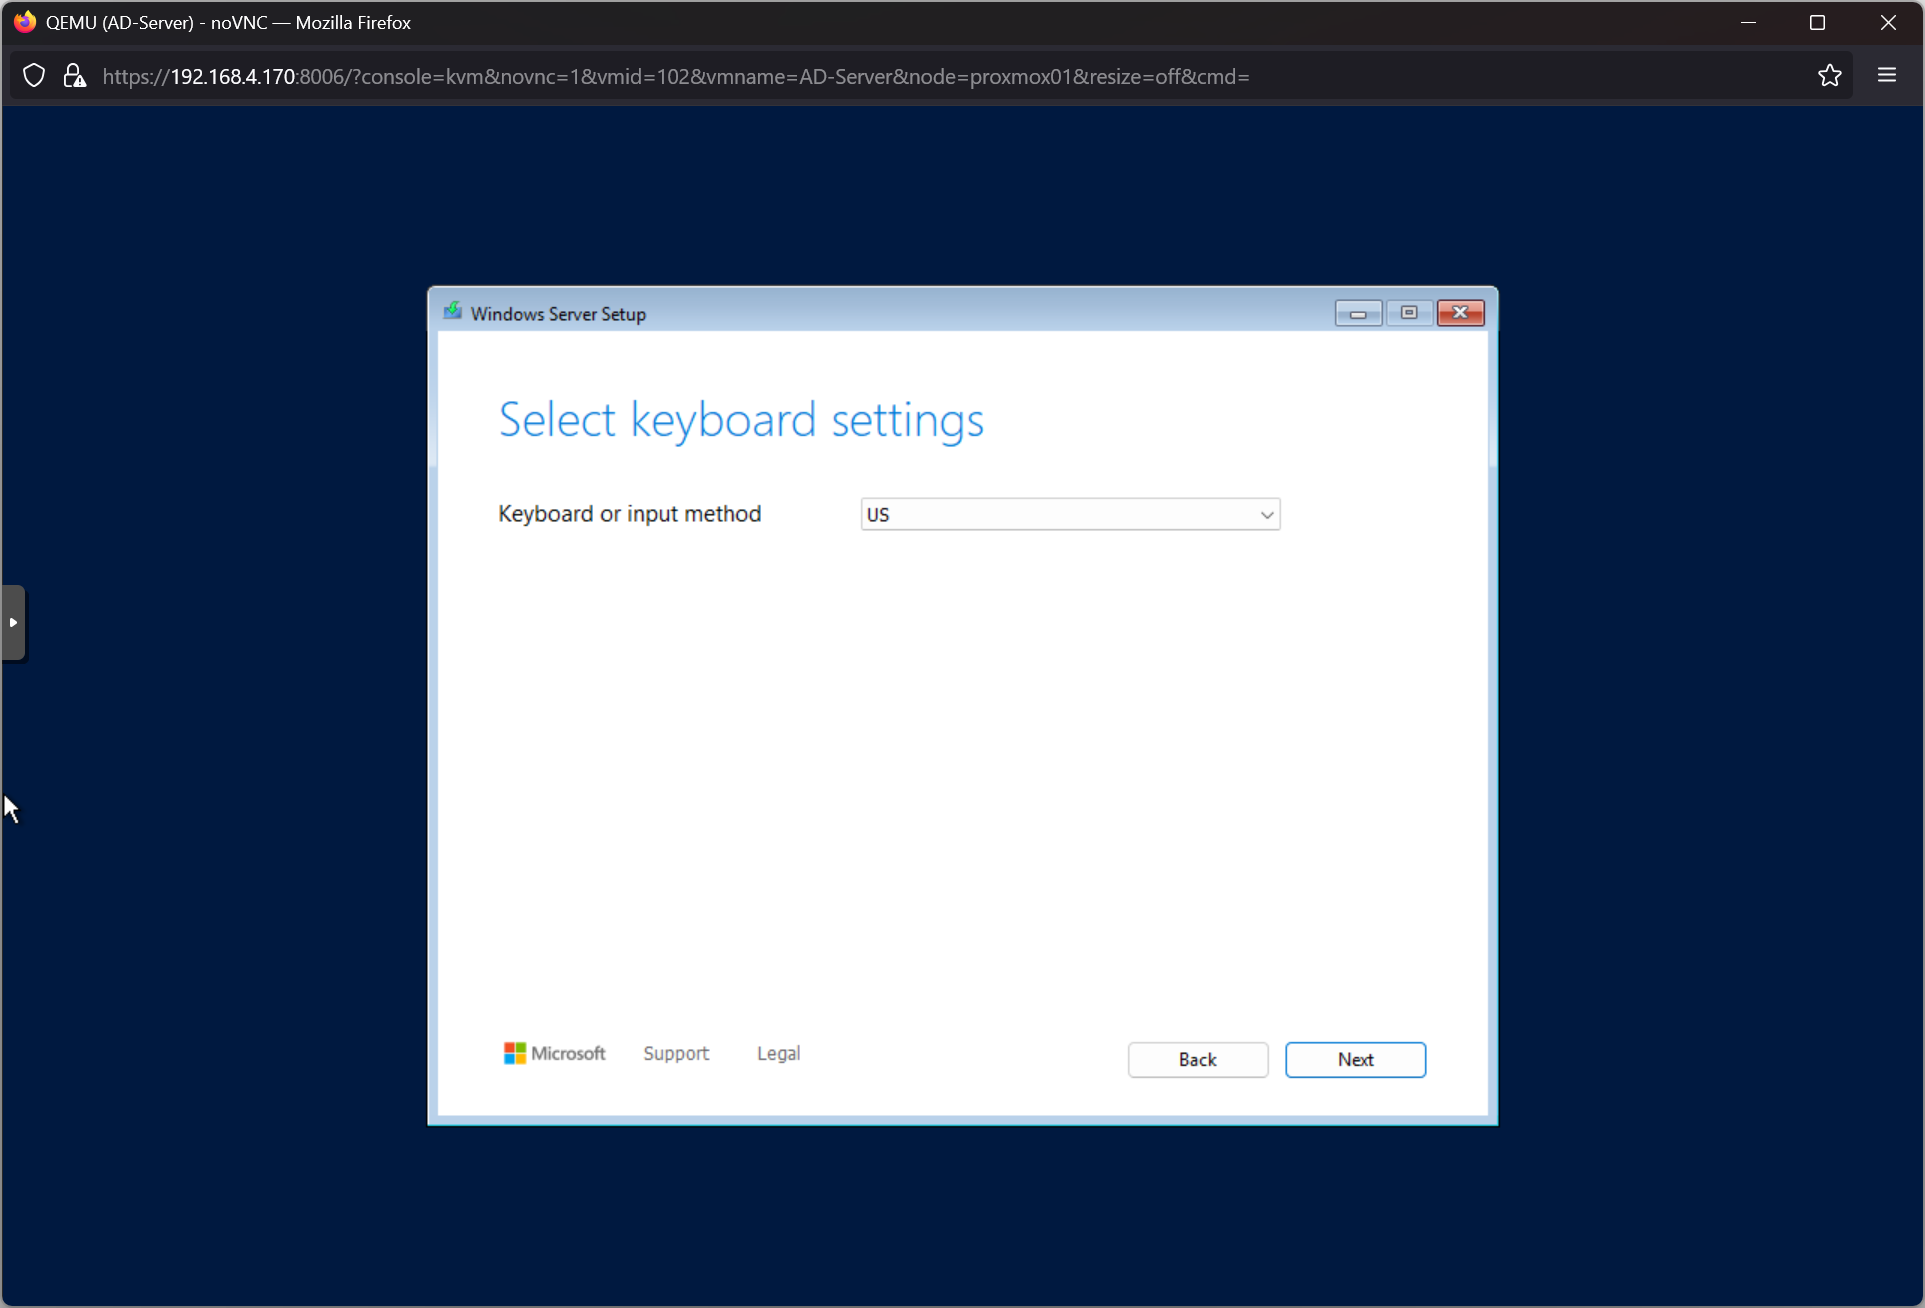 QEMU (AD-Server) - noVNC — Mozilla Firefox
https://192.168.4.170:8006/?console=kvm&novnc=1&vmid=102&vmname=AD-Server&node=proxmox01&resize=off&cmd=
Windows Server Setup
Select keyboard settings
Keyboard or input method
US
Microsoft
Support
Legal
Back
Next